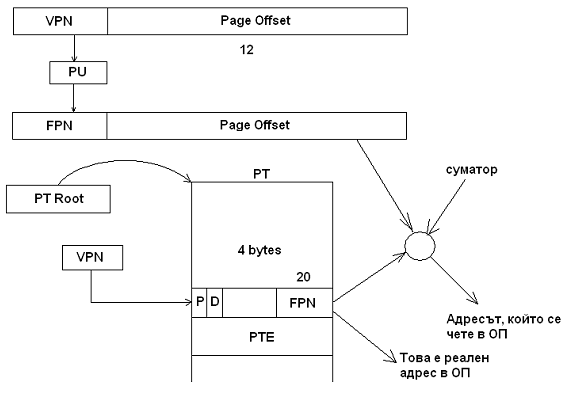 VPN
Page Offset
12
PU
FPN
Page Offset
PT
суматор
PT Root
4 bytes
VPN
20
P
D
FPN
PTE
Адресът, който се
чете в ОП
Това е реален
адрес в ОП